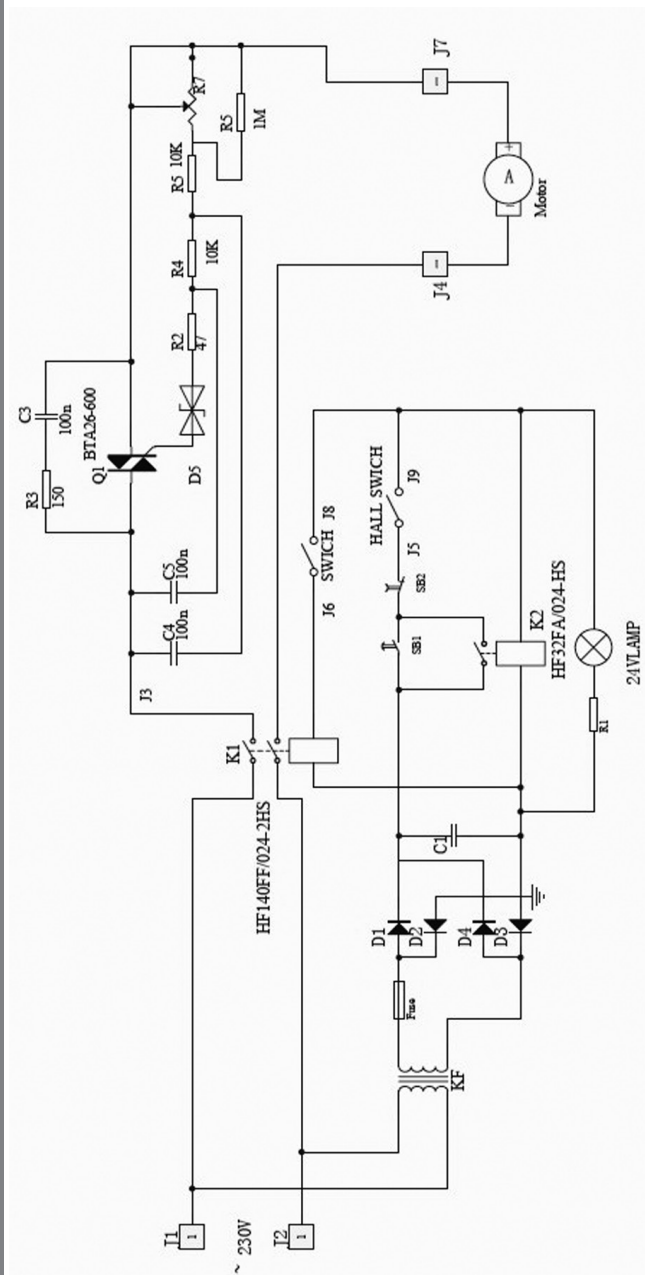 J7
R7
R5
1M
10K
R5
A
Motor
R4
10K
J4
R2
47
C3
100n
BTA26-600
Q1
D5
R3
150
HALL SWICH
J9
J8
SWICH
J5
J6
SB2
C5
100n
C4
100n
SB1
K2
HF32FA/024-HS
24VLAMP
J3
R1
K1
HF140FF/024-2HS
C1
D1
D2
D4
D3
Fuse
KF
J1
1
~ 230V
J2
1